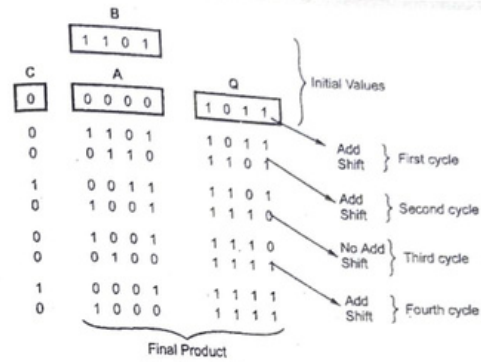 B
1 1 0 1
C A Q
0 0 0 0 0 1 0 1 1 Initial Values
0 1 1 0 1 1 0 1 1 Add
0 0 1 1 0 1 1 0 1 Shift First cycle
1 0 0 1 1 1 1 0 1 Add
0 1 0 0 1 1 1 1 0 Shift Second cycle
0 1 0 0 1 1 1 1 0 No Add
0 0 1 0 0 1 1 1 1 Shift Third cycle
1 0 0 0 1 1 1 1 1 Add
0 1 0 0 0 1 1 1 1 Shift Fourth cycle
Final Product